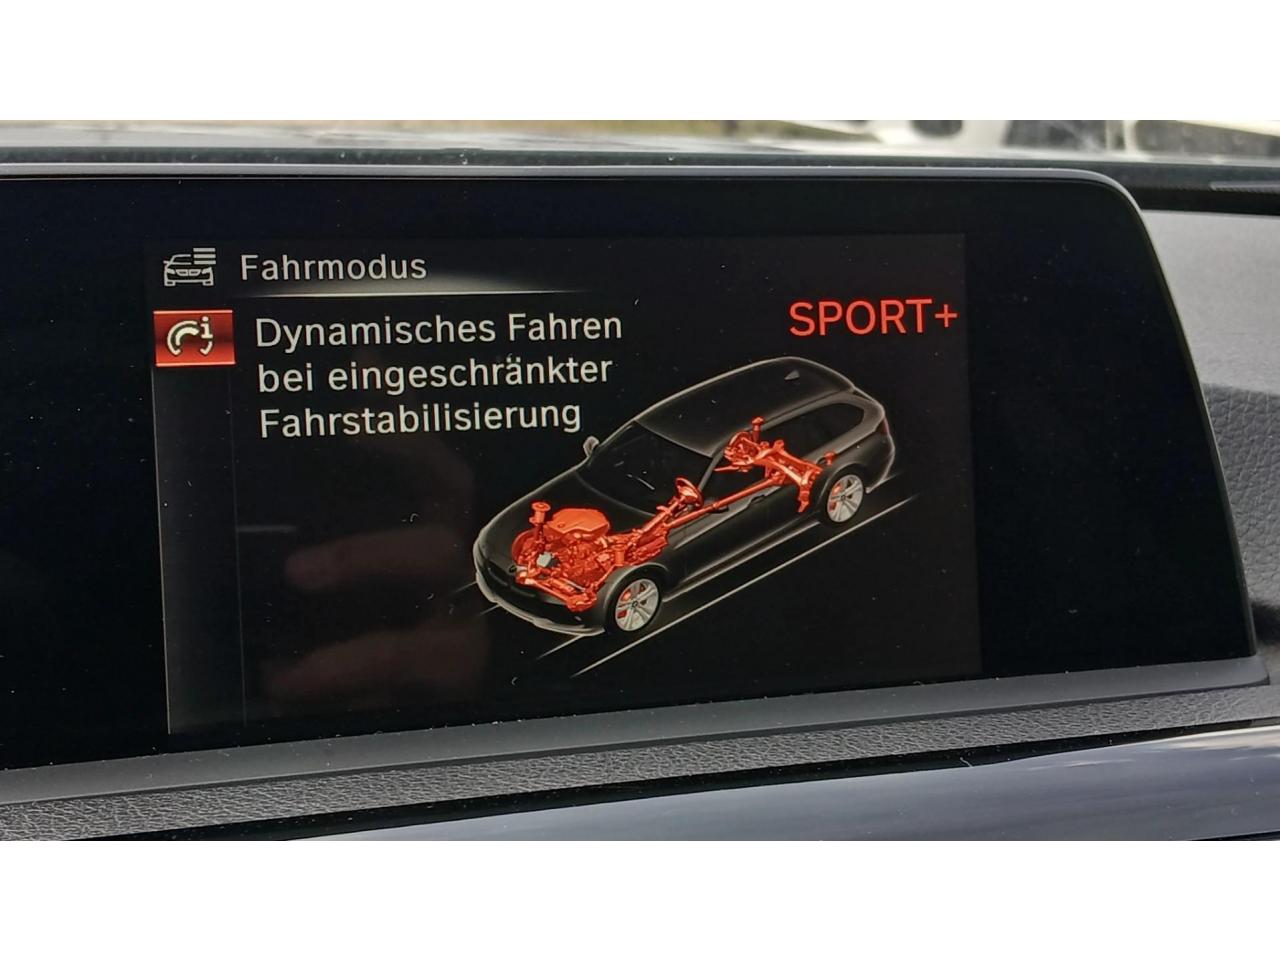 Fahrmodus
SPORT+
Dynamisches Fahren
bei eingeschränkter
Fahrstabilisierung